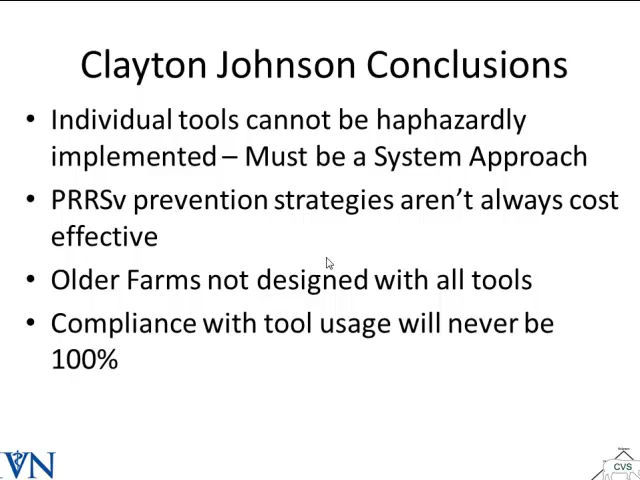 Clayton Johnson Conclusions
• Individual tools cannot be haphazardly
implemented – Must be a System Approach
• PRRSv prevention strategies aren’t always cost
effective
• Older Farms not designed with all tools
• Compliance with tool usage will never be
100%
VN
CVS